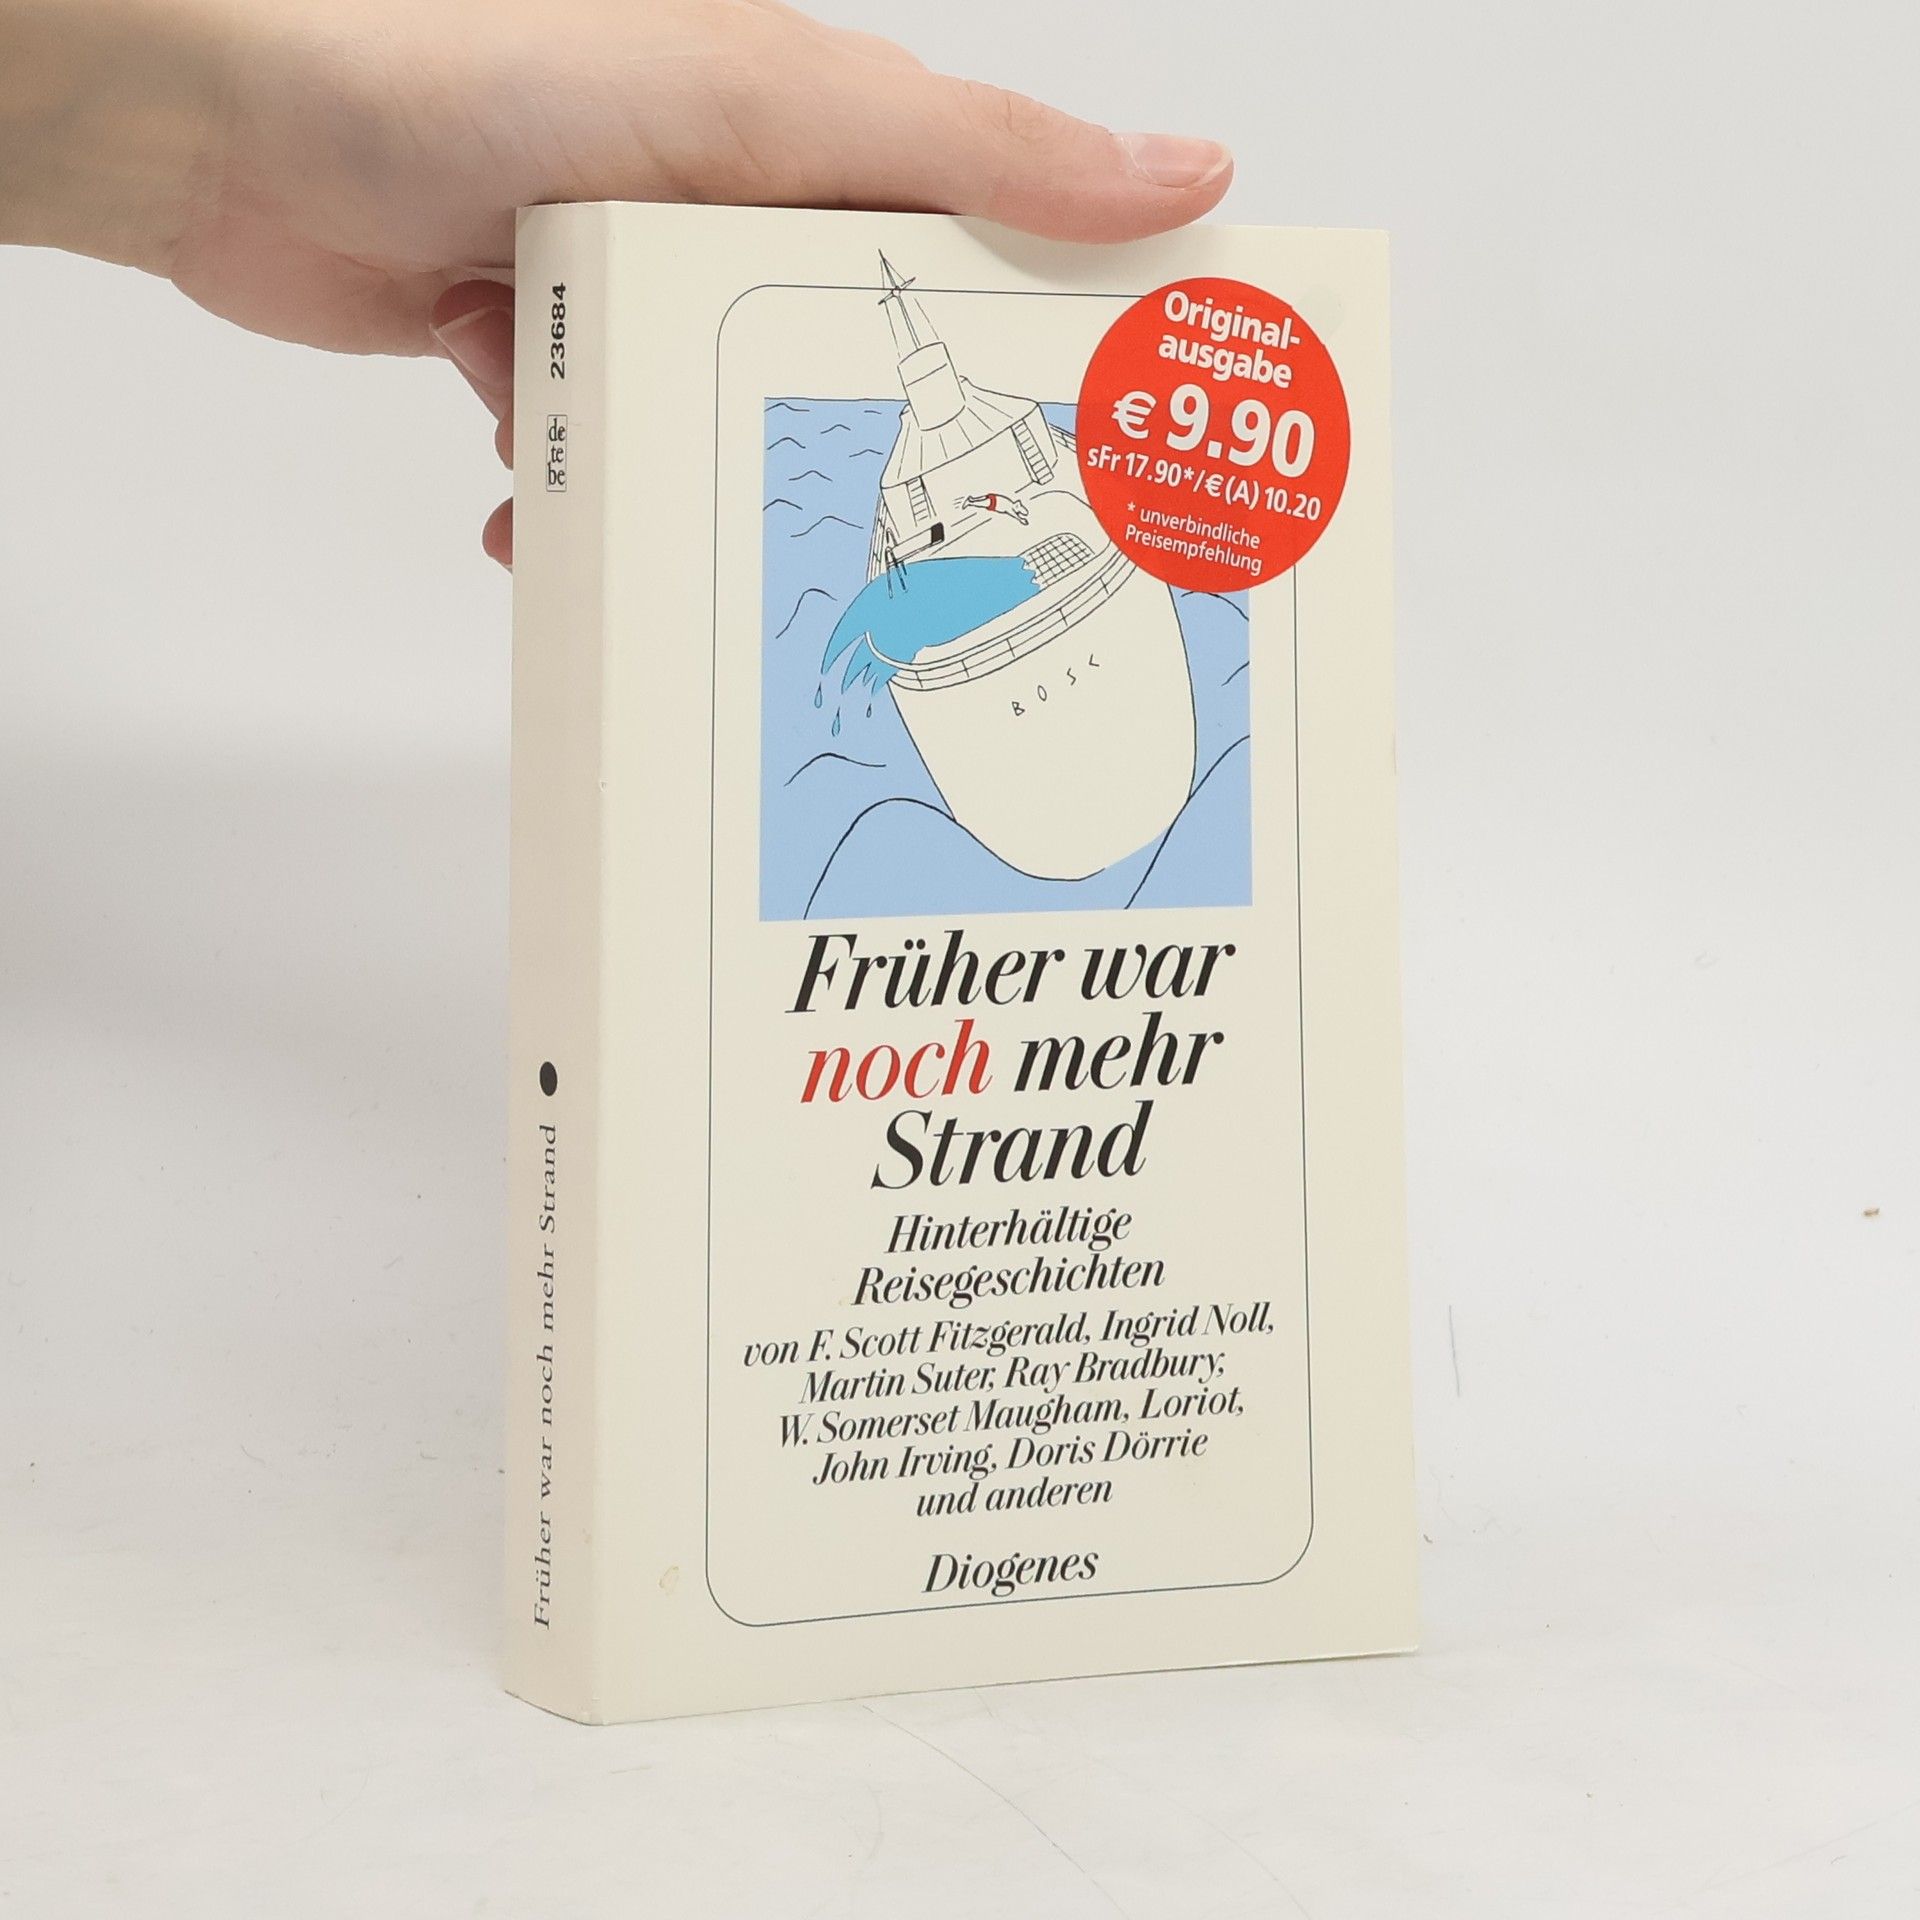 23684
de
te
be
Früher war noch mehr Strand
Original-
ausgabe
€ 9.90
sFr 17.90*/€ (A) 10.20
* unverbindliche
Preisempfehlung
BOSC
Früher war
noch mehr
Strand
Hinterhältige
Reisegeschichten
von F. Scott Fitzgerald, Ingrid Noll,
Martin Suter, Ray Bradbury,
W. Somerset Maugham, Loriot,
John Irving, Doris Dörrie
und anderen
Diogenes